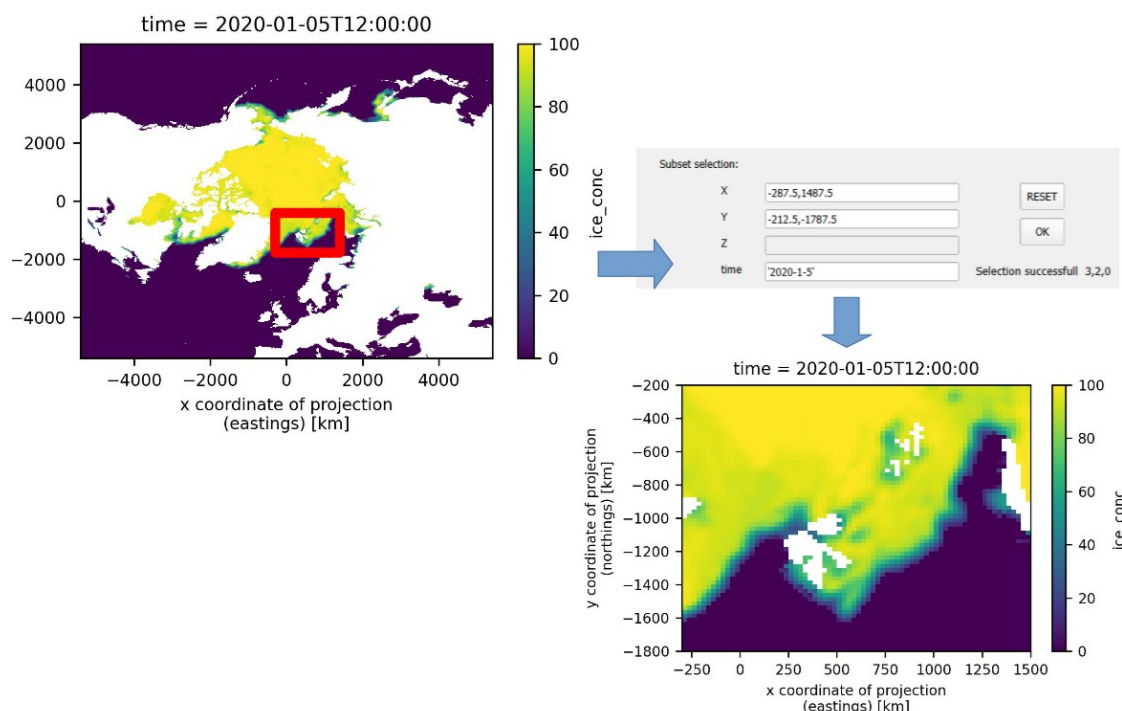 time = 2020-01-05T12:00:00
4000
2000
0
−2000
−4000
−4000
−2000
0
2000
4000
x coordinate of projection
(eastings) [km]
100
80
60
40
20
0
ice_conc
Subset selection:
X
-287.5,1487.5
RESET
Y
-212.5,-1787.5
OK
Z
time
'2020-1-5'
Selection successfull 3,2,0
time = 2020-01-05T12:00:00
y coordinate of projection
(northings) [km]
−200
−400
−600
−800
−1000
−1200
−1400
−1600
−1800
−250
0
250
500
750
1000
1250
1500
x coordinate of projection
(eastings) [km]
100
80
60
40
20
0
ice_conc